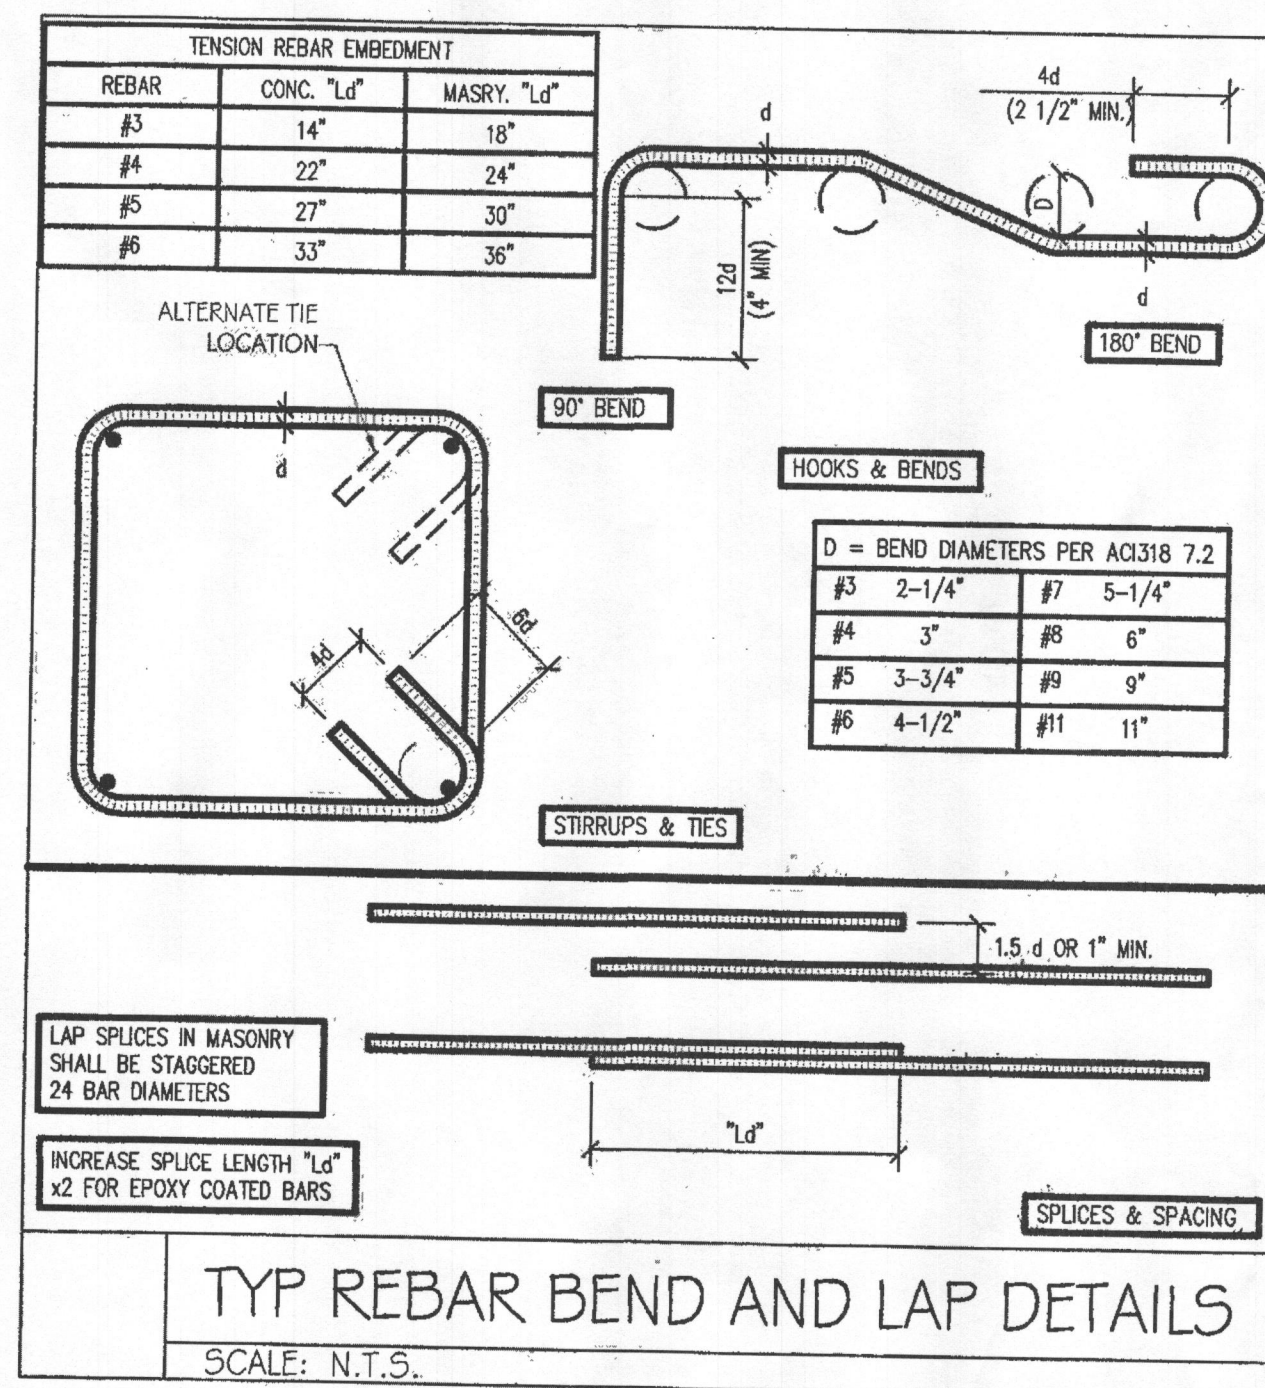 TENSION REBAR EMBEDMENT
REBAR CONC. "Ld" MASRY. "Ld"
#3 14" 18"
#4 22" 24"
#5 27" 30"
#6 33" 36"
4d
(2 1/2" MIN.)
d
D
12d
(4" MIN)
d
180° BEND
90° BEND
HOOKS & BENDS
ALTERNATE TIE
LOCATION
d
4d
6d
D = BEND DIAMETERS PER ACI318 7.2
#3 2-1/4" #7 5-1/4"
#4 3" #8 6"
#5 3-3/4" #9 9"
#6 4-1/2" #11 11"
STIRRUPS & TIES
1.5 d OR 1" MIN.
LAP SPLICES IN MASONRY
SHALL BE STAGGERED
24 BAR DIAMETERS
"Ld"
INCREASE SPLICE LENGTH "Ld"
x2 FOR EPOXY COATED BARS
SPLICES & SPACING
TYP REBAR BEND AND LAP DETAILS
SCALE: N.T.S.